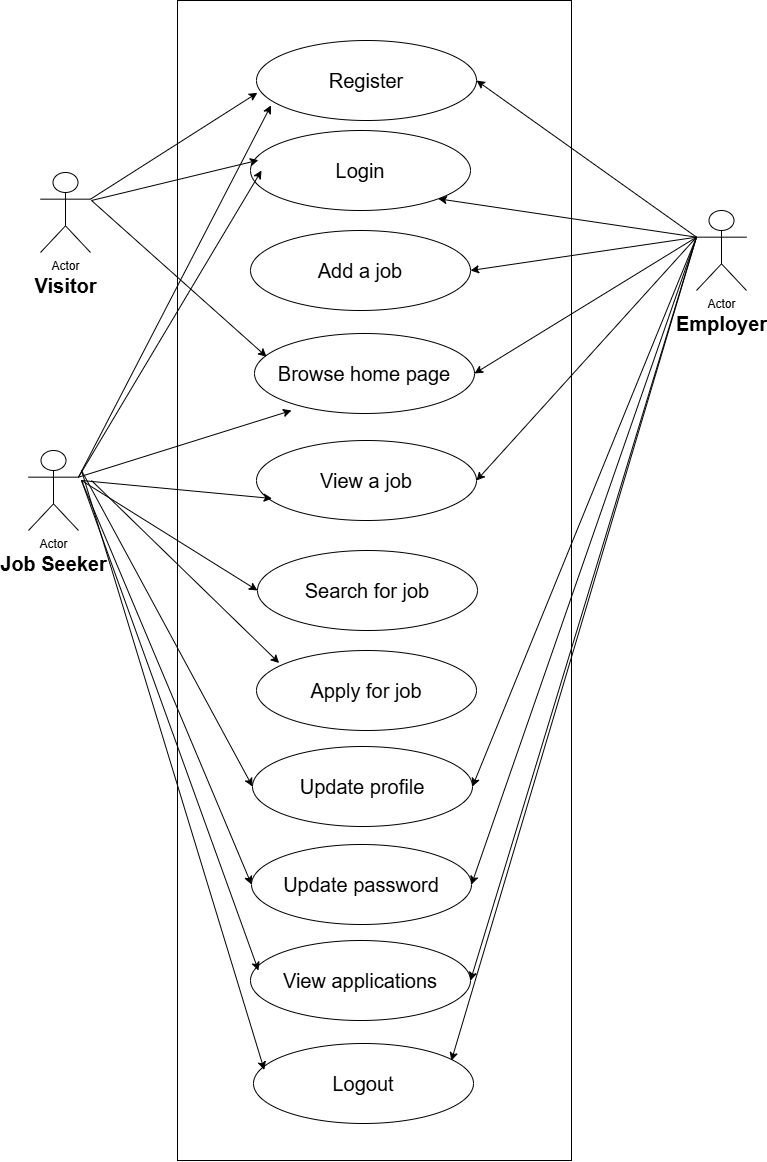 Register
Login
Actor
Visitor
Add a job
Actor
Employer
Browse home page
View a job
Actor
Job Seeker
Search for job
Apply for job
Update profile
Update password
View applications
Logout